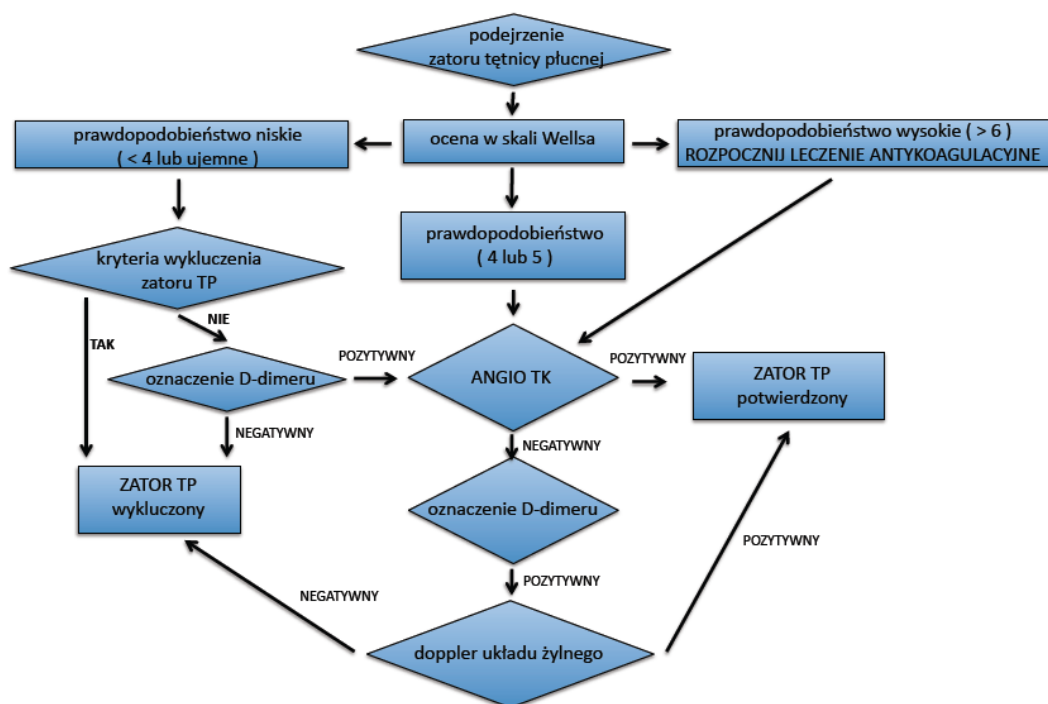 podejrzenie
zatoru tętnicy płucnej
prawdopodobieństwo niskie
( < 4 lub ujemne )
ocena w skali Wellsa
prawdopodobieństwo wysokie ( > 6 )
ROZPOCZNIJ LECZENIE ANTYKOAGULACYJNE
prawdopodobieństwo
( 4 lub 5 )
kryteria wykluczenia
zatoru TP
NIE
TAK
oznaczenie D-dimeru
POZYTYWNY
ANGIO TK
POZYTYWNY
ZATOR TP
potwierdzony
NEGATYWNY
NEGATYWNY
ZATOR TP
wykluczony
oznaczenie D-dimeru
POZYTYWNY
POZYTYWNY
NEGATYWNY
doppler układu żylnego